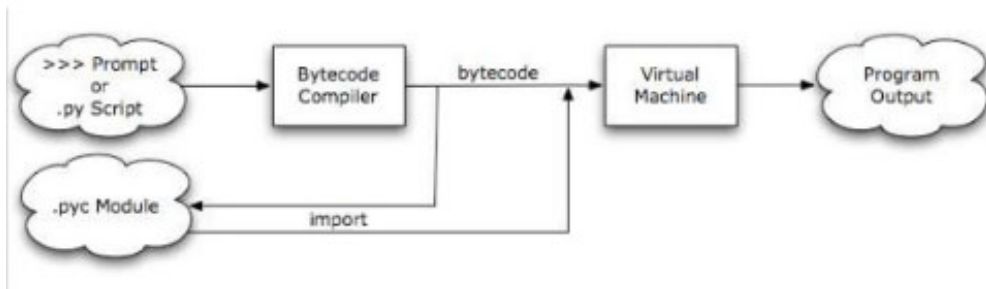 >>> Prompt
or
.py Script
Bytecode
Compiler
bytecode
Virtual
Machine
Program
Output
.pyc Module
import